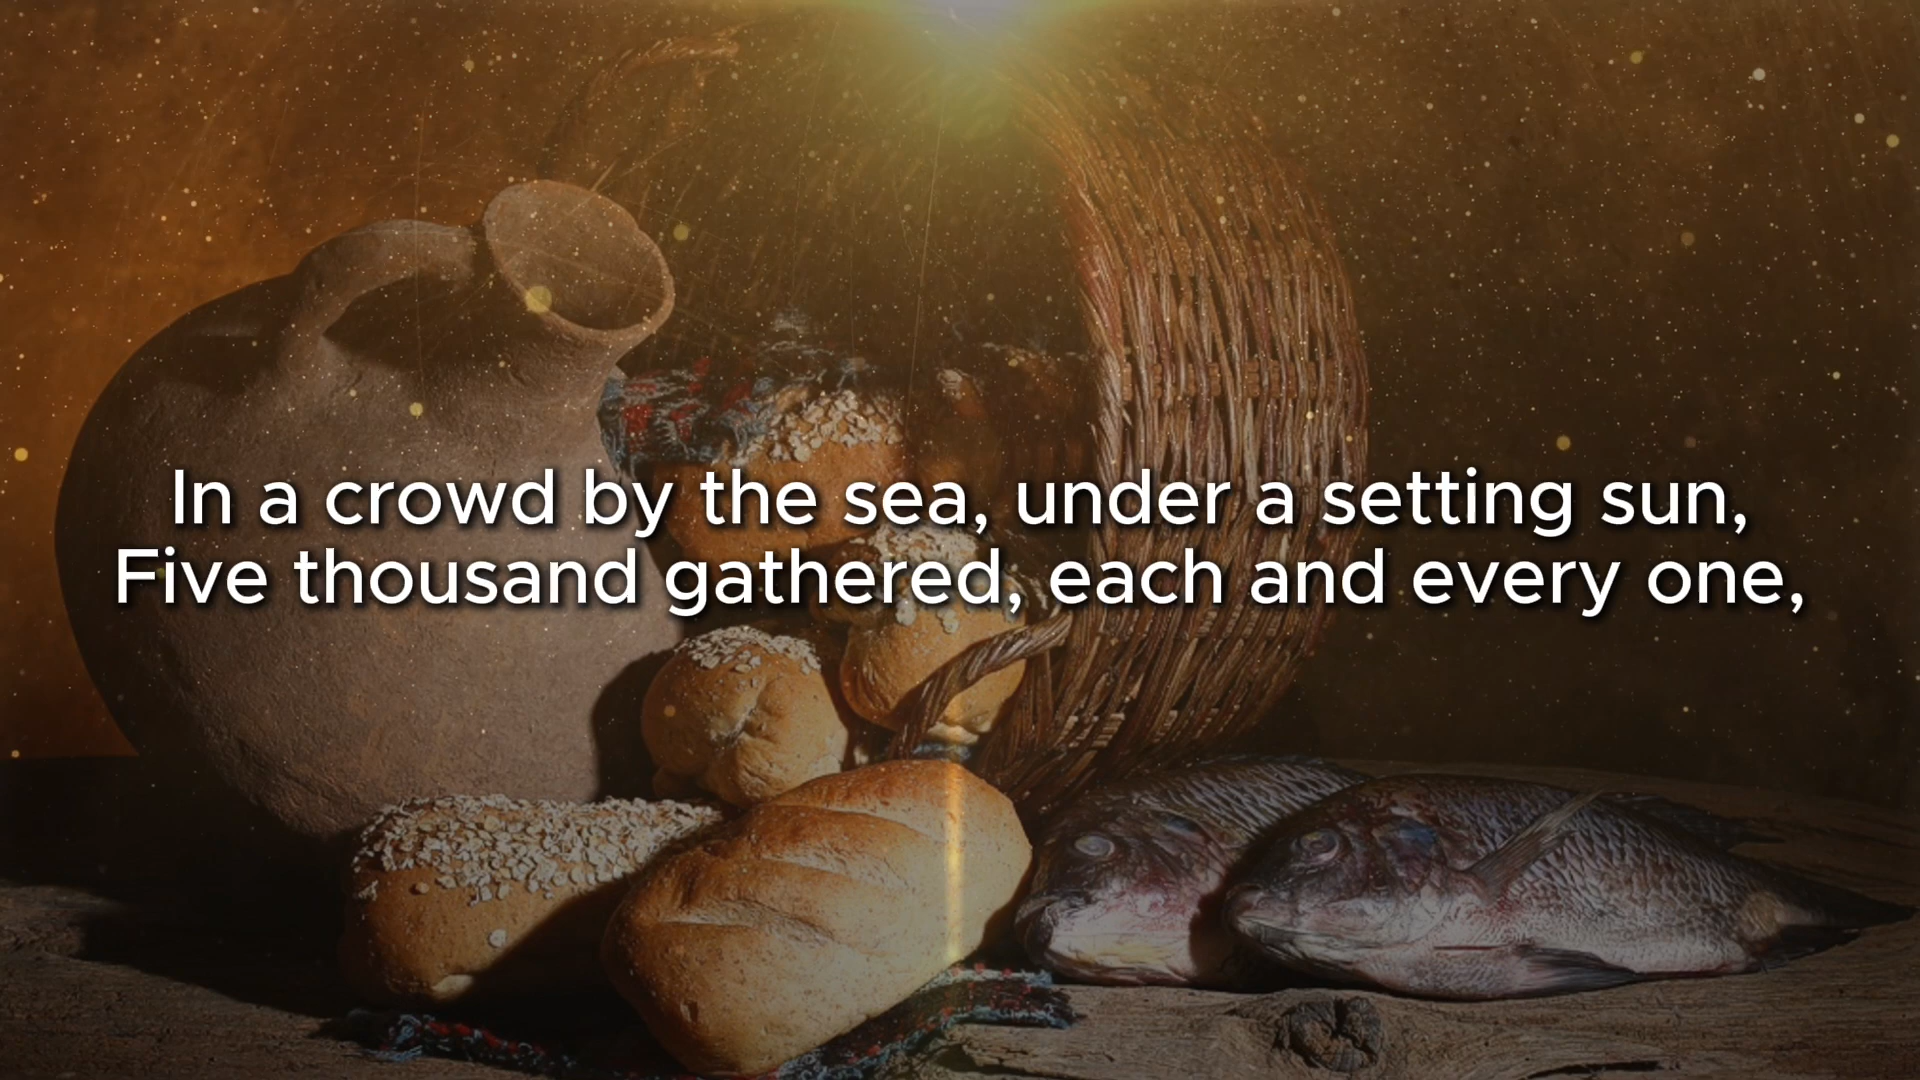 In a crowd by the sea, under a setting sun,
Five thousand gathered, each and every one,